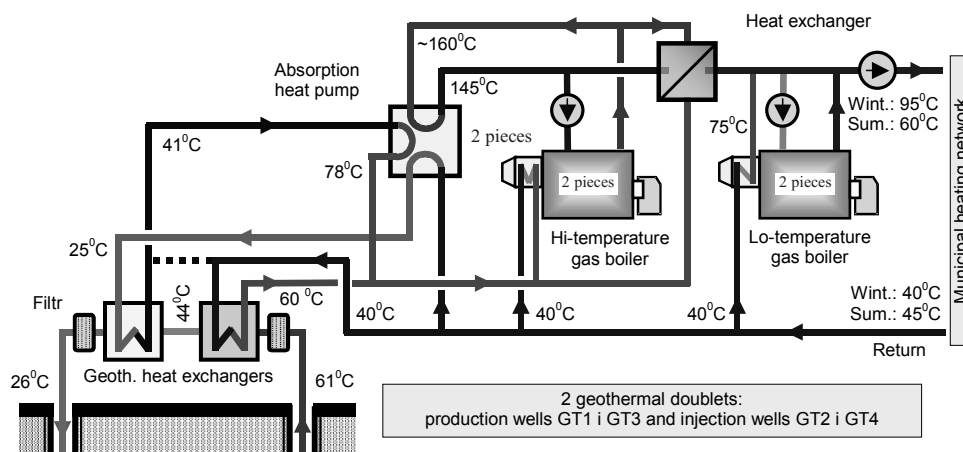 Heat exchanger
~160⁰C
Absorption
heat pump
145⁰C
Wint.: 95⁰C
Sum.: 60⁰C
41⁰C
2 pieces
75⁰C
78⁰C
2 pieces
2 pieces
Municipal heating network
25⁰C
Hi-temperature
gas boiler
Lo-temperature
gas boiler
Filtr
44⁰C
60 ⁰C
Wint.: 40⁰C
Sum.: 45⁰C
40⁰C
40⁰C
40⁰C
Return
26⁰C
Geoth. heat exchangers
61⁰C
2 geothermal doublets:
production wells GT1 i GT3 and injection wells GT2 i GT4